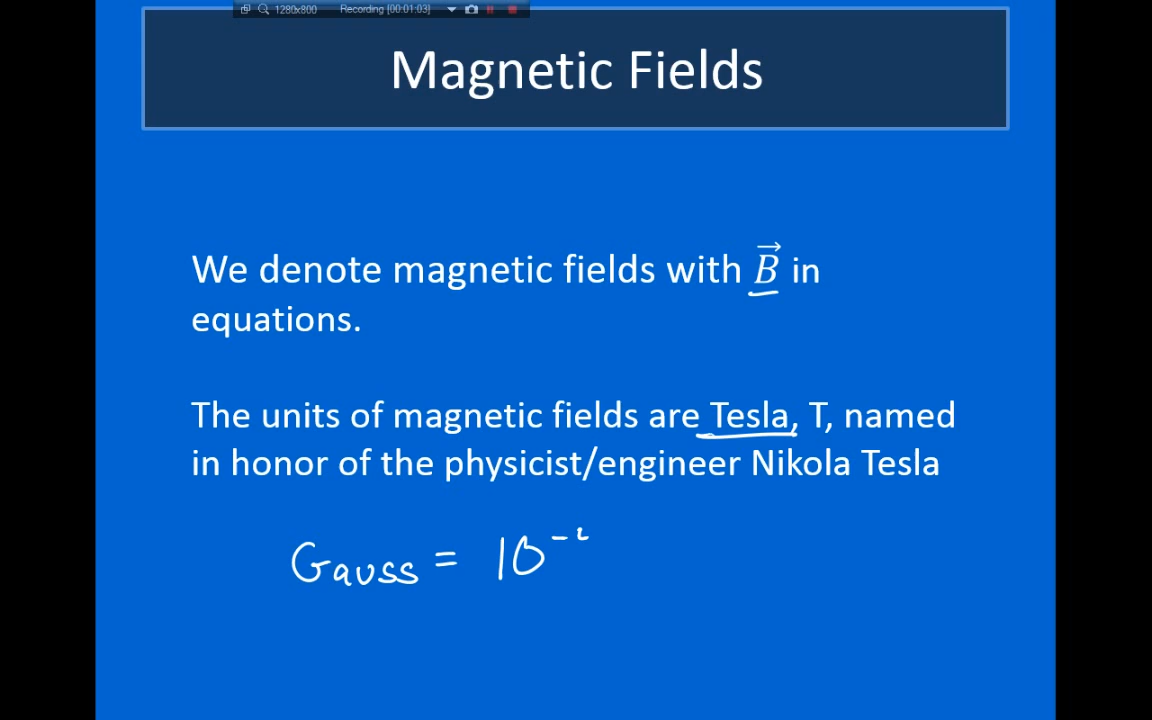 1280x800 Recording [00:01:03]
Magnetic Fields
We denote magnetic fields with \vec{B} in
equations.
The units of magnetic fields are Tesla, T, named
in honor of the physicist/engineer Nikola Tesla
Gauss = 10^-